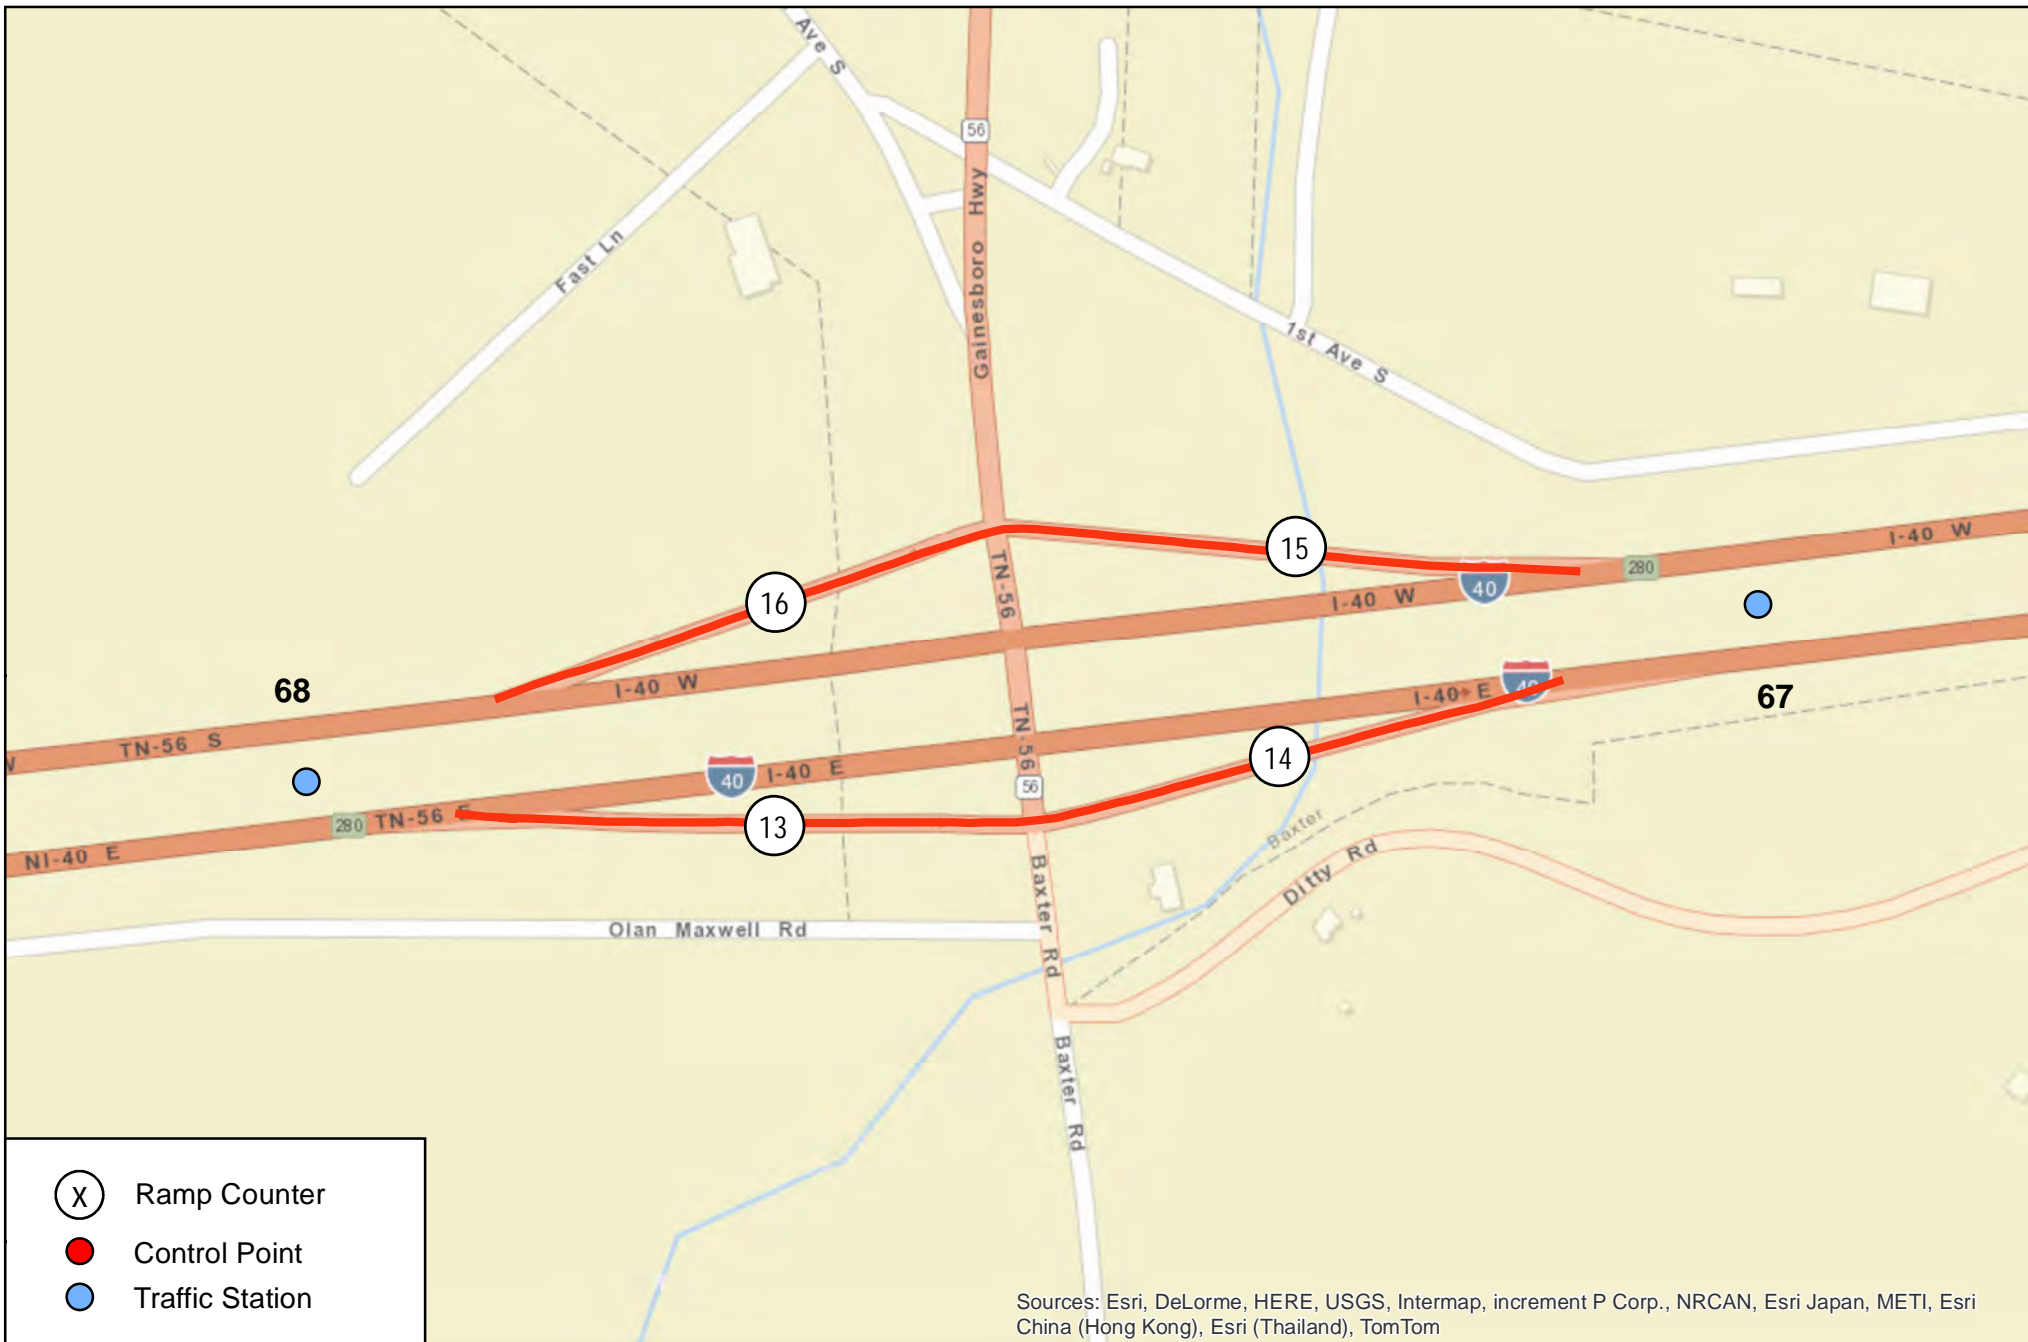 Ave S
56
Gainesboro Hwy
Fast Ln
1st Ave S
I-40 W
15
280
40
TN-56
16
I-40 W
I-40 W
68
I-40 E
67
TN-56 S
TN-56
14
40 I-40 E
56
280 TN-56 E
13
NI-40 E
Baxter
Ditty Rd
Baxter Rd
Olan Maxwell Rd
Baxter Rd
X Ramp Counter
Control Point
Traffic Station
Sources: Esri, DeLorme, HERE, USGS, Intermap, increment P Corp., NRCAN, Esri Japan, METI, Esri
China (Hong Kong), Esri (Thailand), TomTom